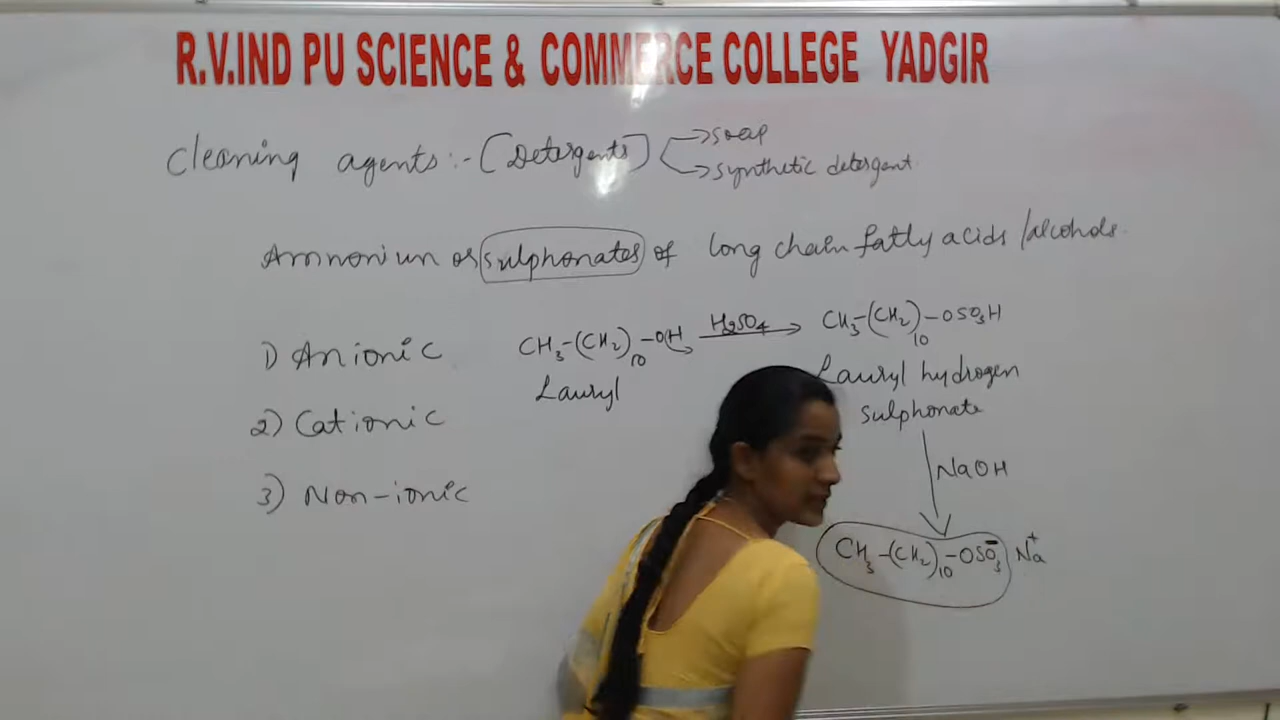 R.V.IND PU SCIENCE & COMMERCE COLLEGE YADGIR
Cleaning agents:- [Detergents] → soap
→ synthetic detergent
Ammonium or sulphonates of long chain fatty acids/alcohols.
1) Anionic
CH₃-(CH₂)₁₀-OH H₂SO₄ → CH₃-(CH₂)₁₀-OSO₃H
Lauryl
Lauryl hydrogen
sulphonate
2) Cationic
NaOH
3) Non-ionic
CH₃-(CH₂)₁₀-OSO₃⁻ Na⁺